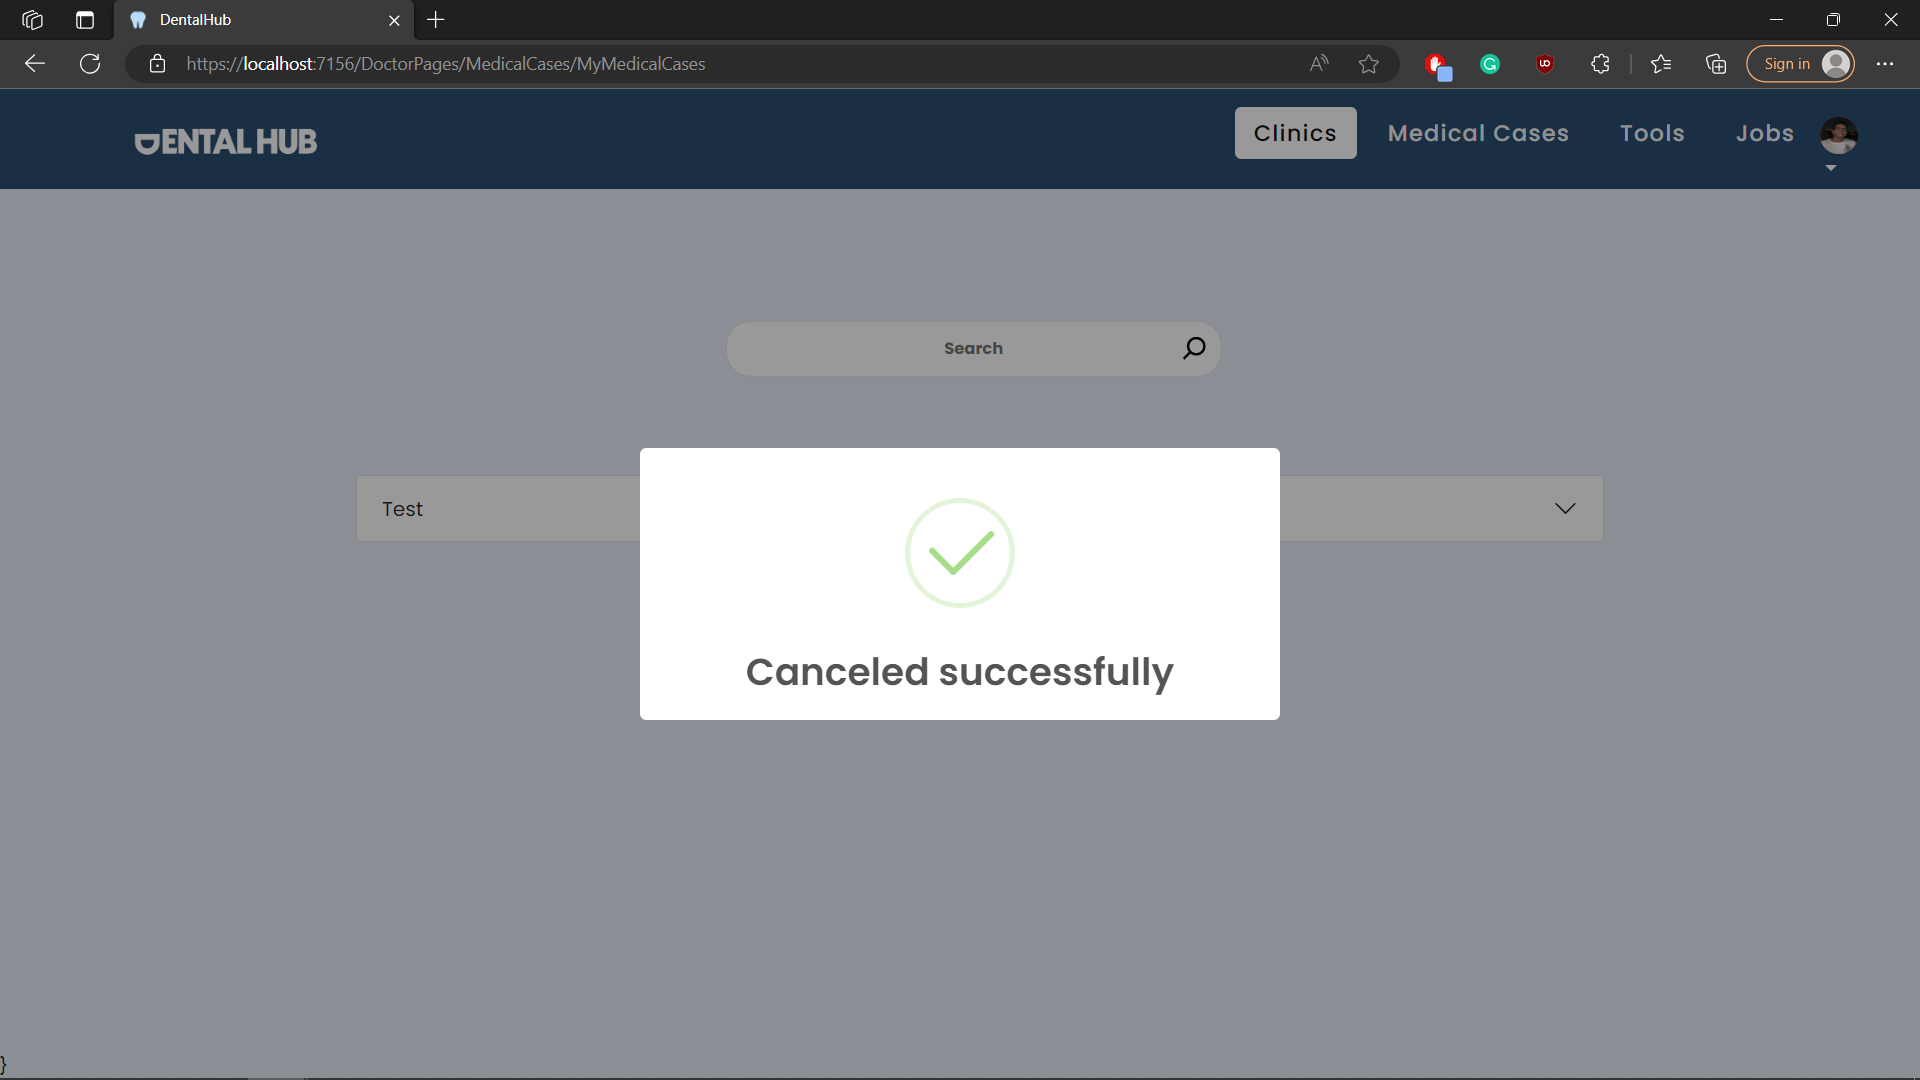 DentalHub
https://localhost:7156/DoctorPages/MedicalCases/MyMedicalCases
Sign in
DENTAL HUB
Clinics
Medical Cases
Tools
Jobs
Search
Test
Canceled successfully
}